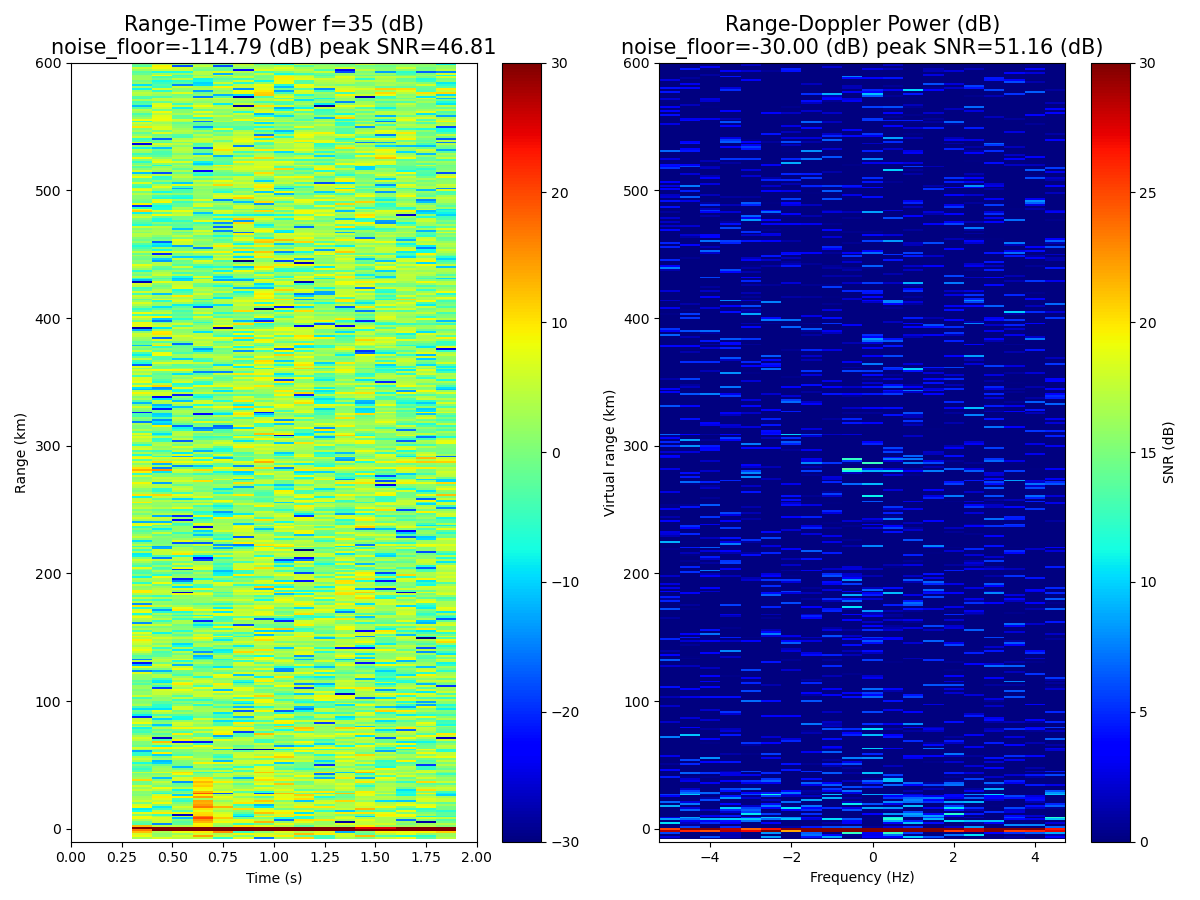 Range-Time Power f=35 (dB)
noise_floor=-114.79 (dB) peak SNR=46.81
Range (km)
600
500
400
300
200
100
0
0.00 0.25 0.50 0.75 1.00 1.25 1.50 1.75 2.00
Time (s)
30
20
10
0
−10
−20
−30
Range-Doppler Power (dB)
noise_floor=-30.00 (dB) peak SNR=51.16 (dB)
Virtual range (km)
600
500
400
300
200
100
0
−4 −2 0 2 4
Frequency (Hz)
30
25
20
15
10
5
0
SNR (dB)